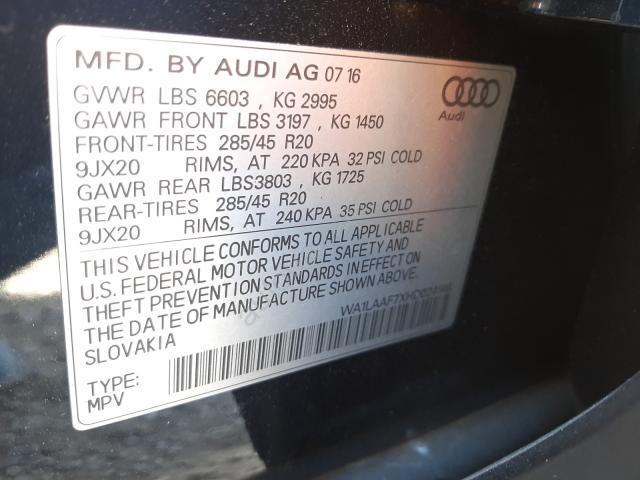 MFD. BY AUDI AG 07 16
GVWR LBS 6603 , KG 2995
GAWR FRONT LBS 3197 , KG 1450
FRONT-TIRES 285/45 R20
9JX20 RIMS, AT 220 KPA 32 PSI COLD
GAWR REAR LBS3803 , KG 1725
REAR-TIRES 285/45 R20
9JX20 RIMS, AT 240 KPA 35 PSI COLD
Audi
THIS VEHICLE CONFORMS TO ALL APPLICABLE
U.S. FEDERAL MOTOR VEHICLE SAFETY AND
THEFT PREVENTION STANDARDS IN EFFECT ON
THE DATE OF MANUFACTURE SHOWN ABOVE.
SLOVAKIA
TYPE:
MPV